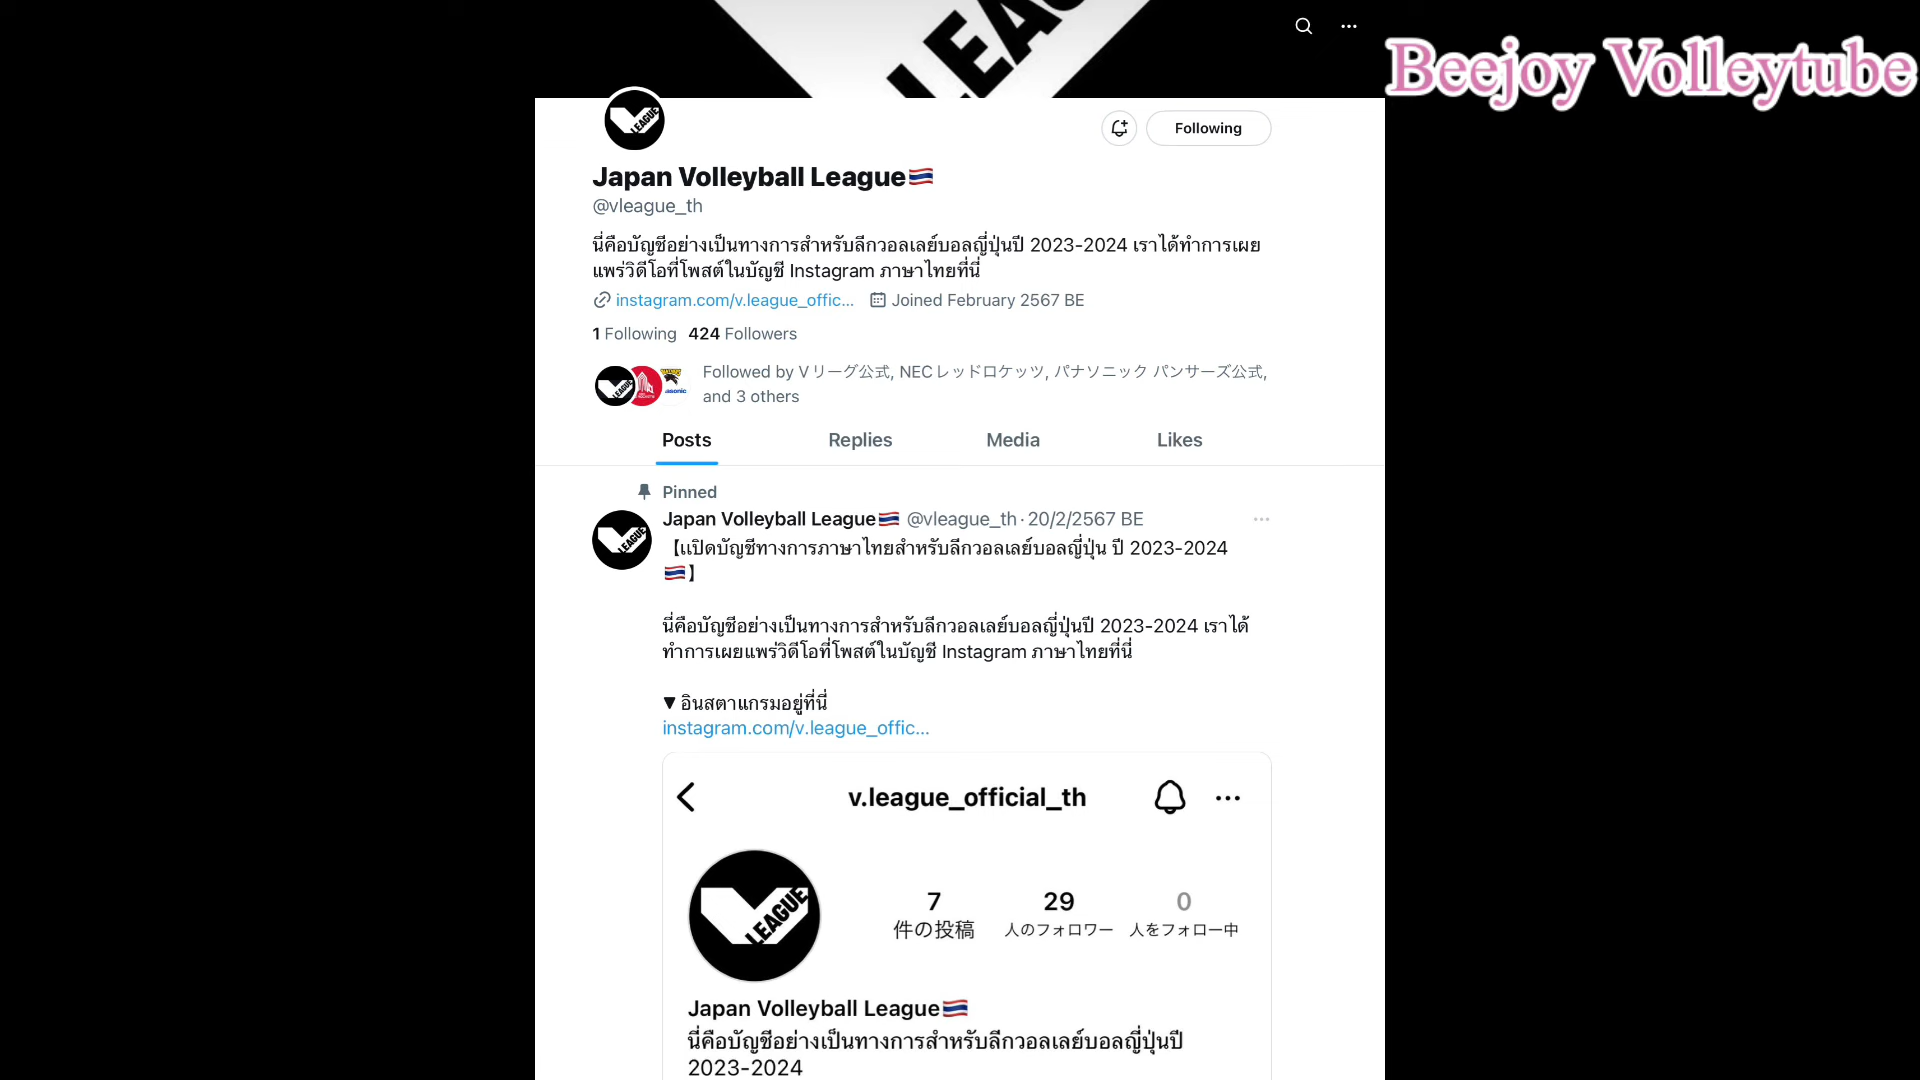 LEAGUE
Beejoy Volleytube
LEAGUE
Following
Japan Volleyball League🇹🇭
@vleague_th
นี่คือบัญชีอย่างเป็นทางการสำหรับลีกวอลเลย์บอลญี่ปุ่นปี 2023-2024 เราได้ทำการเผย
แพร่วิดีโอที่โพสต์ในบัญชี Instagram ภาษาไทยที่นี่
instagram.com/v.league_offic... Joined February 2567 BE
1 Following 424 Followers
Followed by Vリーグ公式, NECレッドロケッツ, パナソニック パンサーズ公式,
and 3 others
Posts Replies Media Likes
Pinned
Japan Volleyball League🇹🇭 @vleague_th · 20/2/2567 BE
【แปิดบัญชีทางการภาษาไทยสำหรับลีกวอลเลย์บอลญี่ปุ่น ปี 2023-2024
🇹🇭】
นี่คือบัญชีอย่างเป็นทางการสำหรับลีกวอลเลย์บอลญี่ปุ่นปี 2023-2024 เราได้
ทำการเผยแพร่วิดีโอที่โพสต์ในบัญชี Instagram ภาษาไทยที่นี่
▼อินสตาแกรมอยู่ที่นี่
instagram.com/v.league_offic...
v.league_official_th
LEAGUE
7 29 0
件の投稿 人のフォロワー 人をフォロー中
Japan Volleyball League🇹🇭
นี่คือบัญชีอย่างเป็นทางการสำหรับลีกวอลเลย์บอลญี่ปุ่นปี
2023-2024